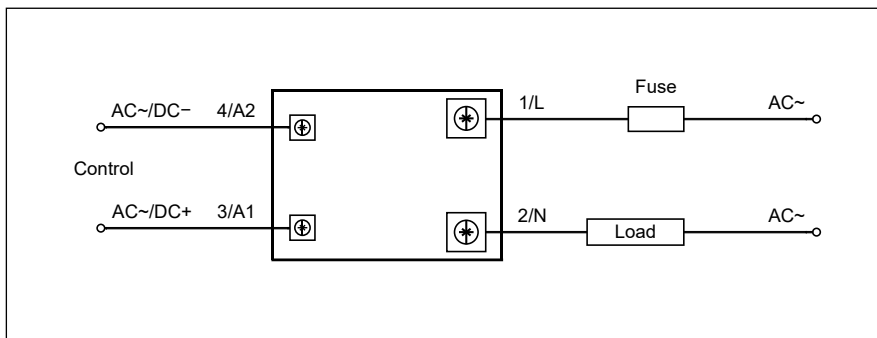 Fuse
AC~/DC− 4/A2 1/L AC~
Control
AC~/DC+ 3/A1 2/N AC~
Load